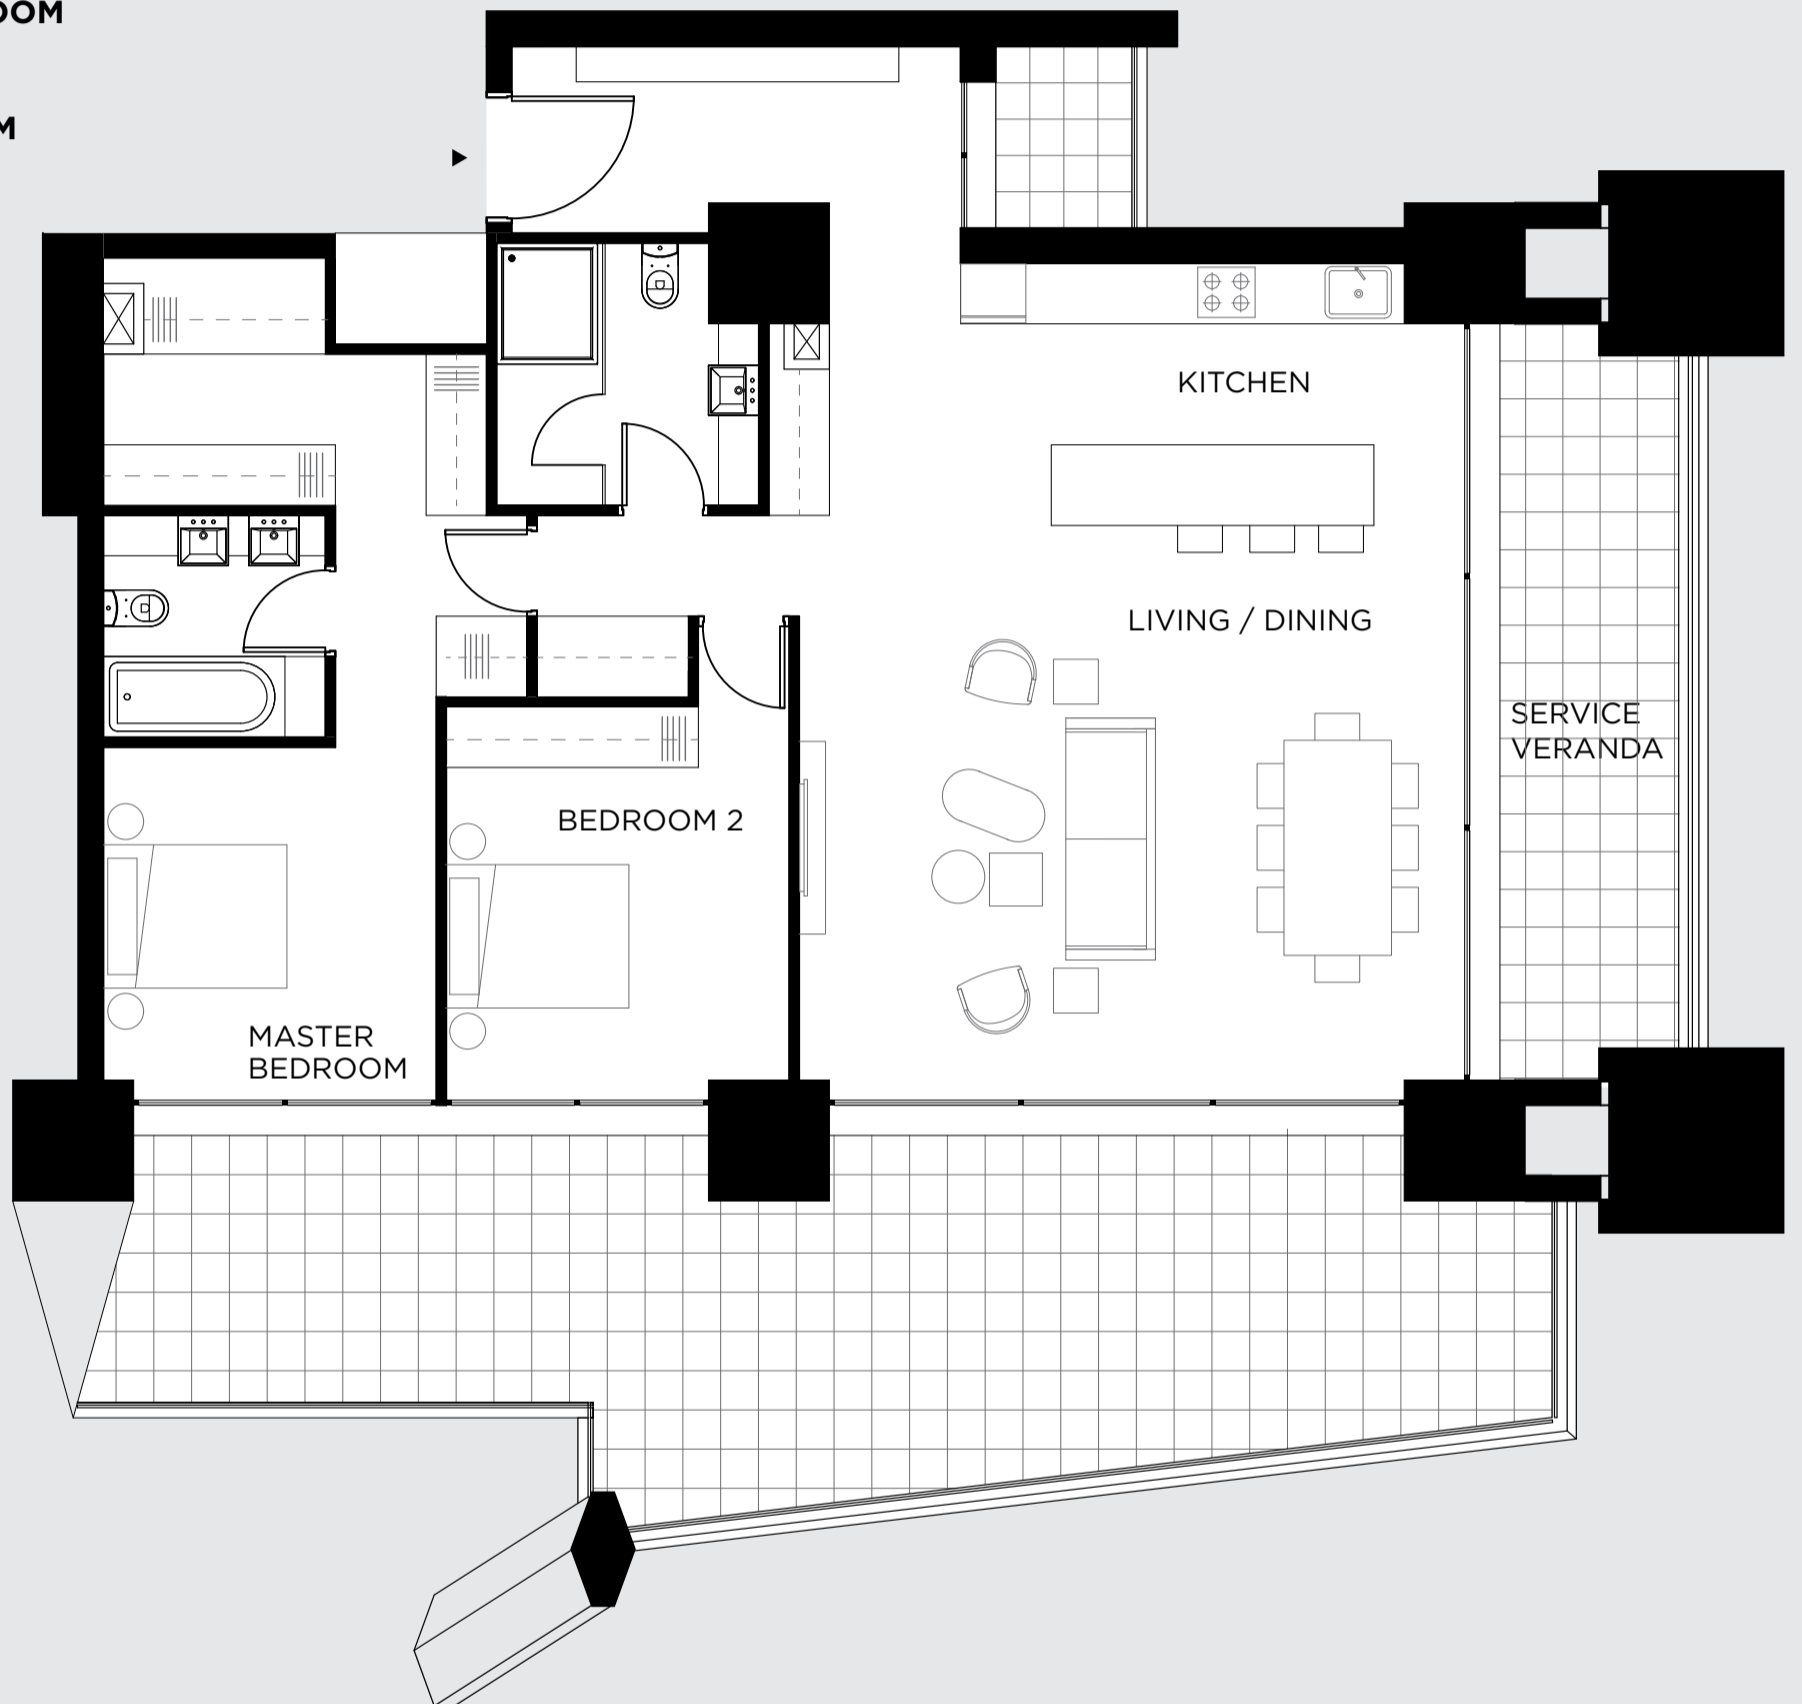 OOM
M
KITCHEN
LIVING / DINING
SERVICE
VERANDA
BEDROOM 2
MASTER
BEDROOM